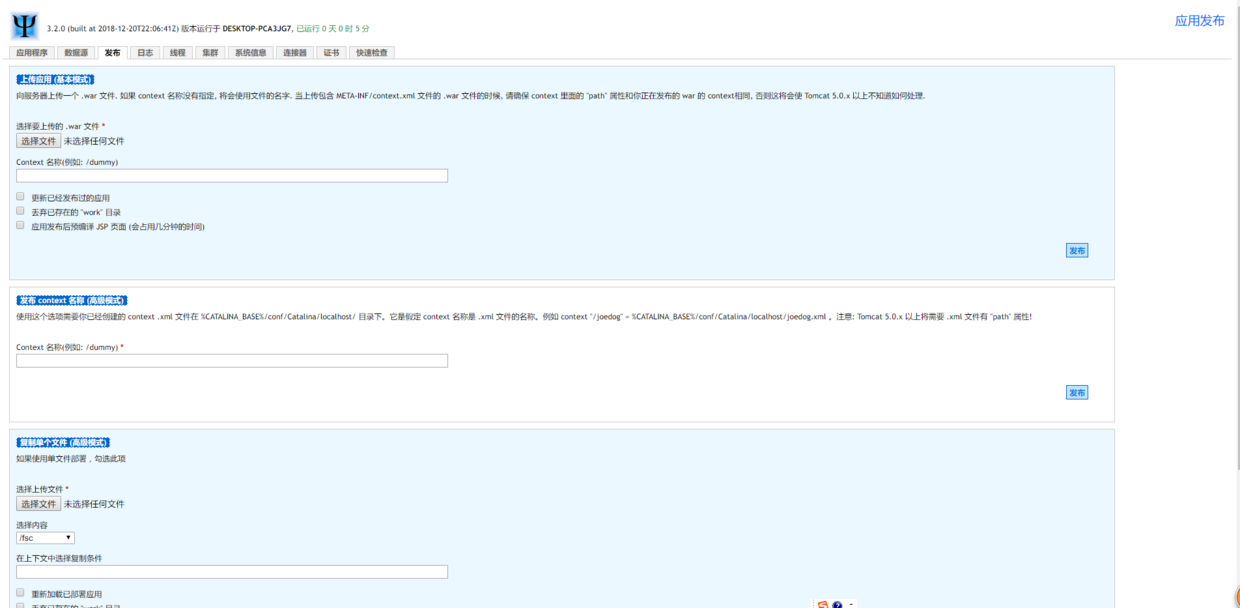 3.2.0 (built at 2018-12-20T22:06:41Z) 版本运行于 DESKTOP-PCA3JG7, 已运行 0 天 0 时 5 分
应用发布
应用程序 数据源 发布 日志 线程 集群 系统信息 连接器 证书 快速检查
上传应用 (基本模式)
向服务器上传一个 .war 文件. 如果 context 名称没有指定, 将会使用文件的名字. 当上传包含 META-INF/context.xml 文件的 .war 文件的时候, 请确保 context 里面的 "path" 属性和你正在发布的 war 的 context相同, 否则这将会使 Tomcat 5.0.x 以上不知道如何处理.
选择要上传的 .war 文件 *
选择文件 未选择任何文件
Context 名称(例如: /dummy)
更新已经发布过的应用
丢弃已存在的 "work" 目录
应用发布后预编译 JSP 页面 (会占用几分钟的时间)
发布
发布 context 名称 (高级模式)
使用这个选项需要你已经创建的 context .xml 文件在 %CATALINA_BASE%/conf/Catalina/localhost/ 目录下。它是假定 context 名称是 .xml 文件的名称。例如 context "/joedog" = %CATALINA_BASE%/conf/Catalina/localhost/joedog.xml 。注意: Tomcat 5.0.x 以上将需要 .xml 文件有 "path" 属性!
Context 名称(例如: /dummy) *
发布
复制单个文件 (高级模式)
如果使用单文件部署，勾选此项
选择上传文件 *
选择文件 未选择任何文件
选择内容
/fsc
在上下文中选择复制条件
重新加载已部署应用
丢弃已存在的 "work" 目录